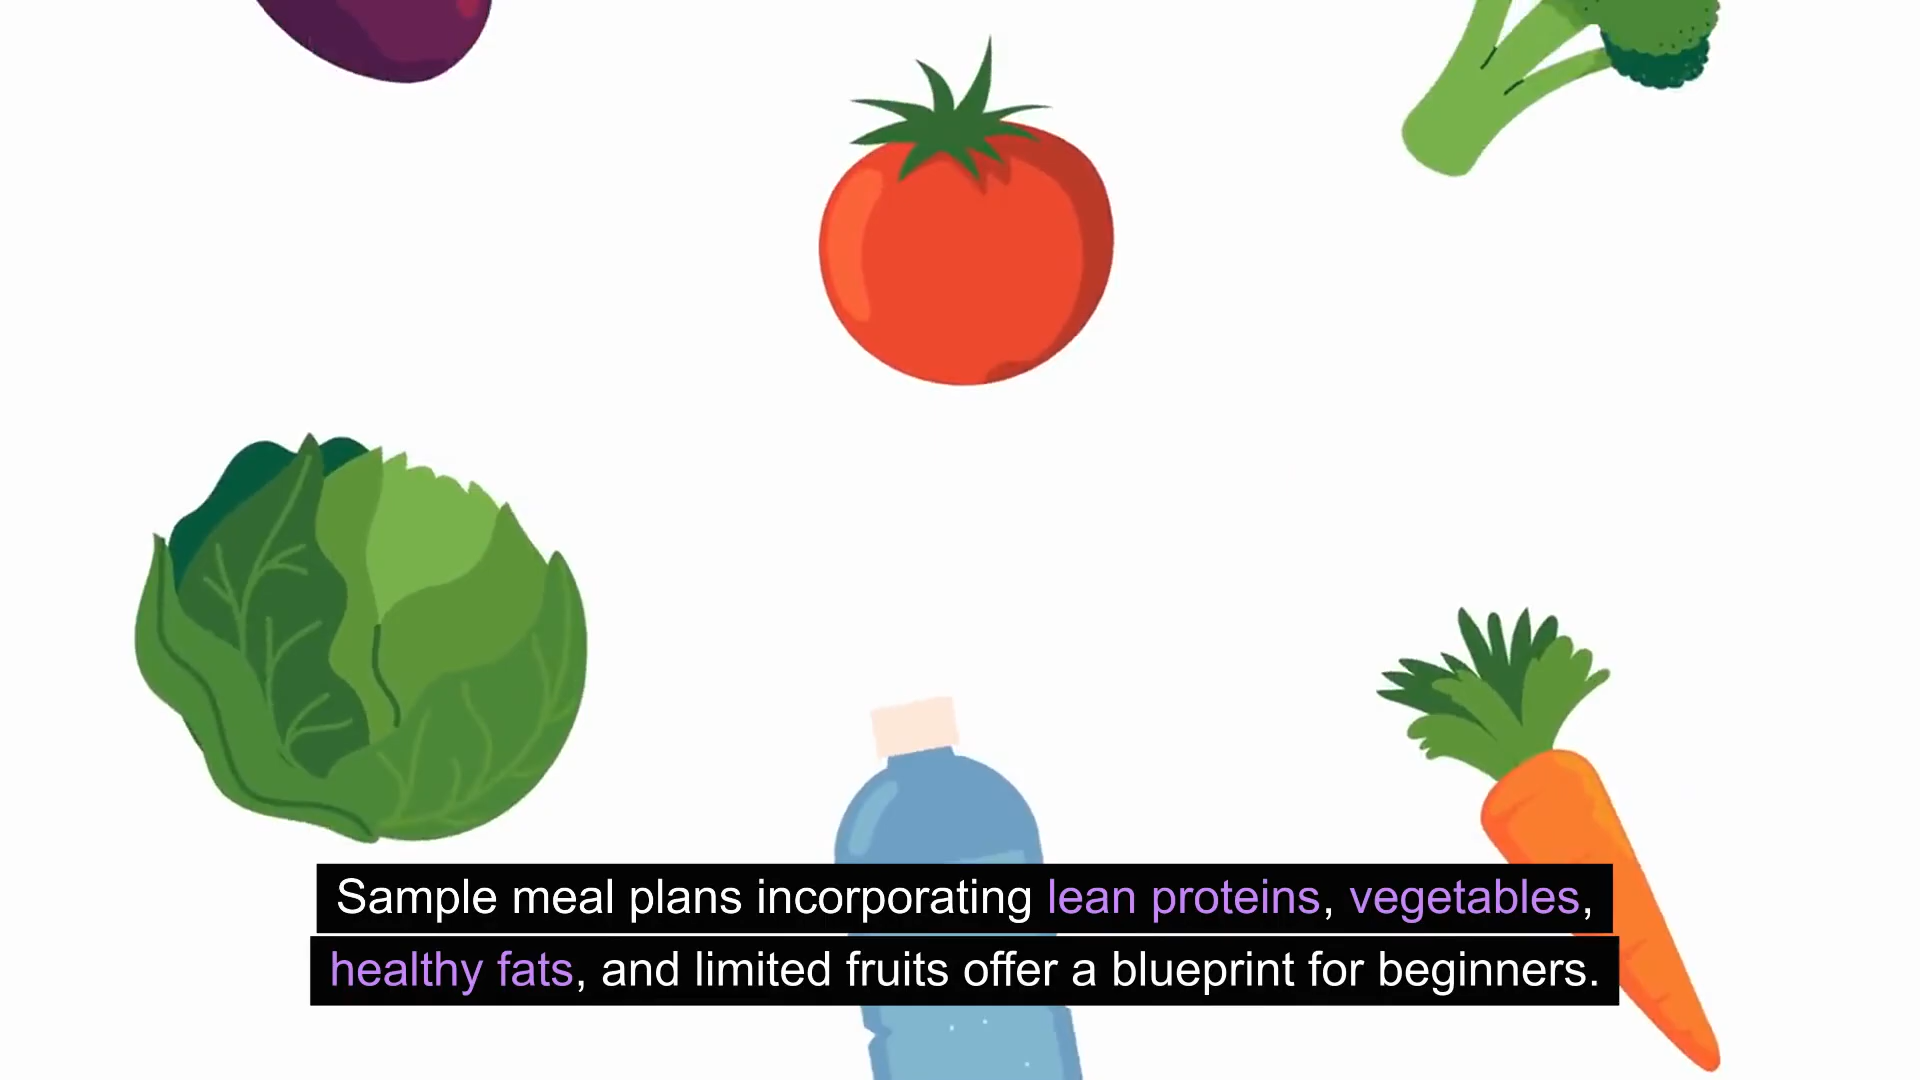 Sample meal plans incorporating lean proteins, vegetables,
healthy fats, and limited fruits offer a blueprint for beginners.